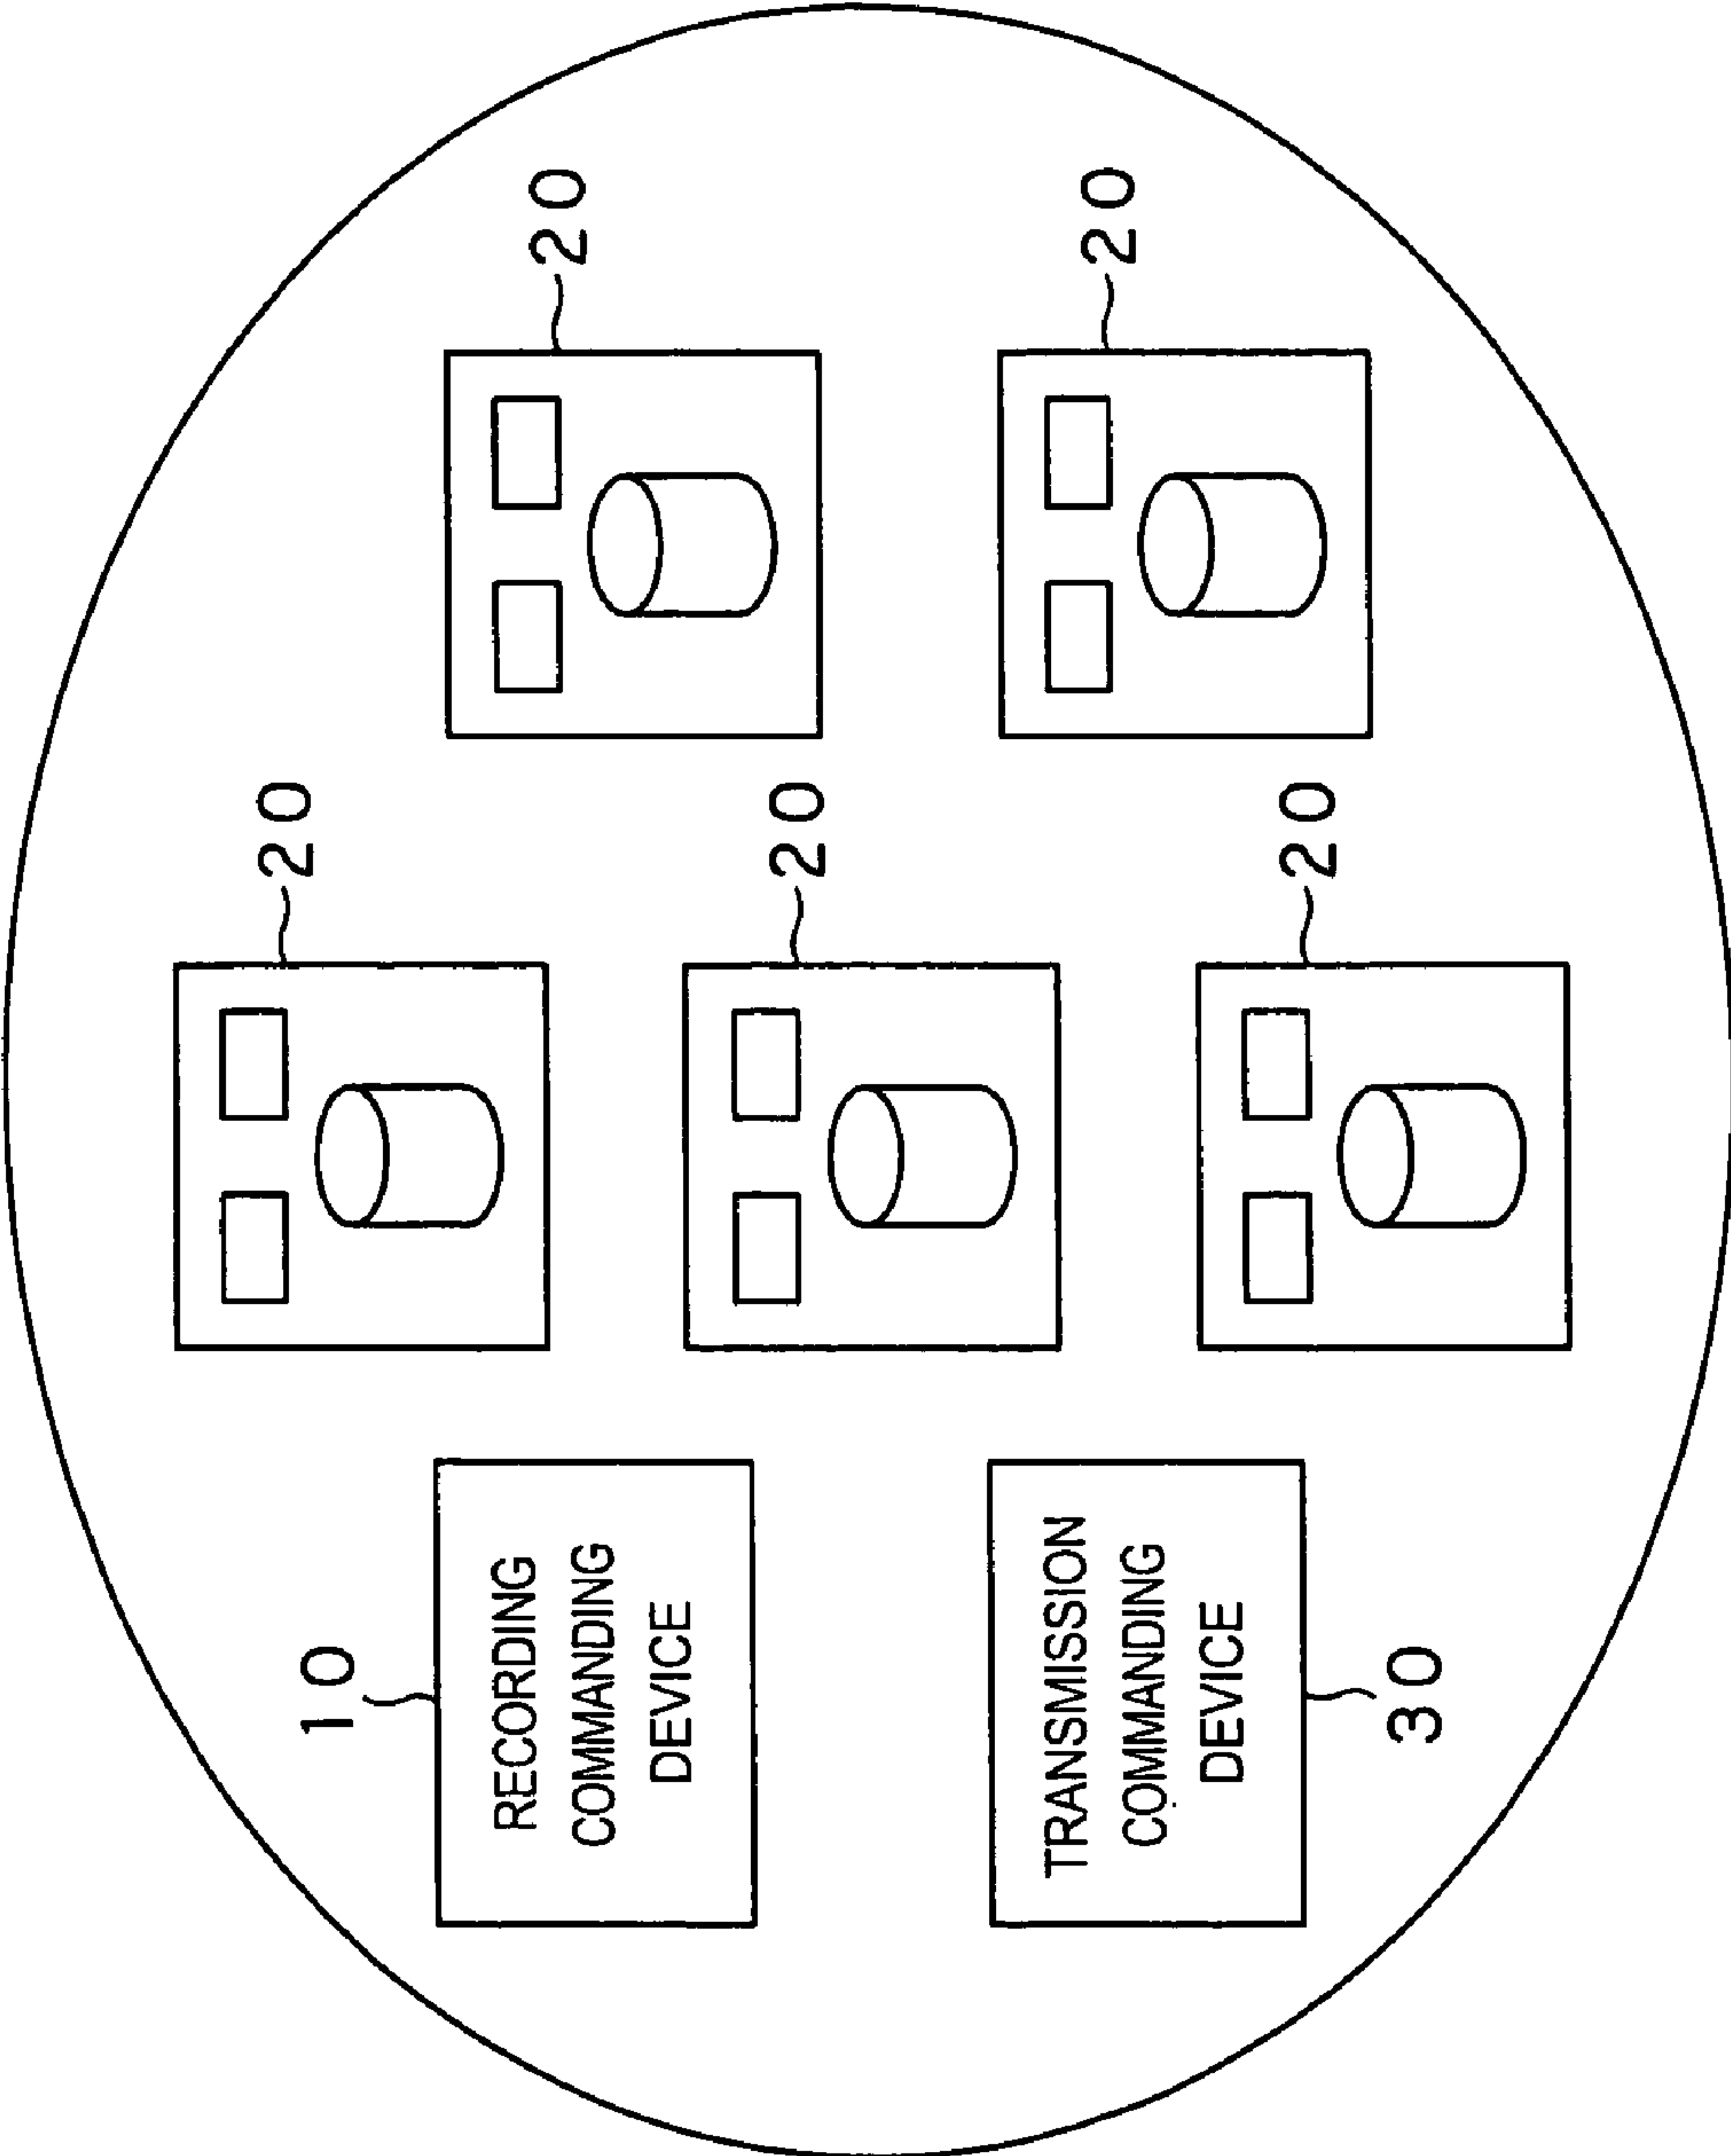 10
RECORDING
COMMANDING
DEVICE
TRANSMISSION
COMMANDING
DEVICE
30
20
20
20
20
20